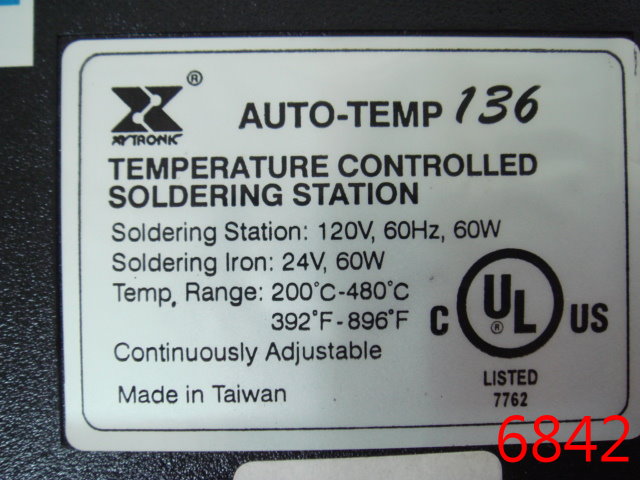 ®
XYTRONIC
AUTO-TEMP 136
TEMPERATURE CONTROLLED
SOLDERING STATION
Soldering Station: 120V, 60Hz, 60W
Soldering Iron: 24V, 60W
Temp. Range: 200°C-480°C
392°F-896°F
Continuously Adjustable
Made in Taiwan
C UL ® US
LISTED
7762
6842